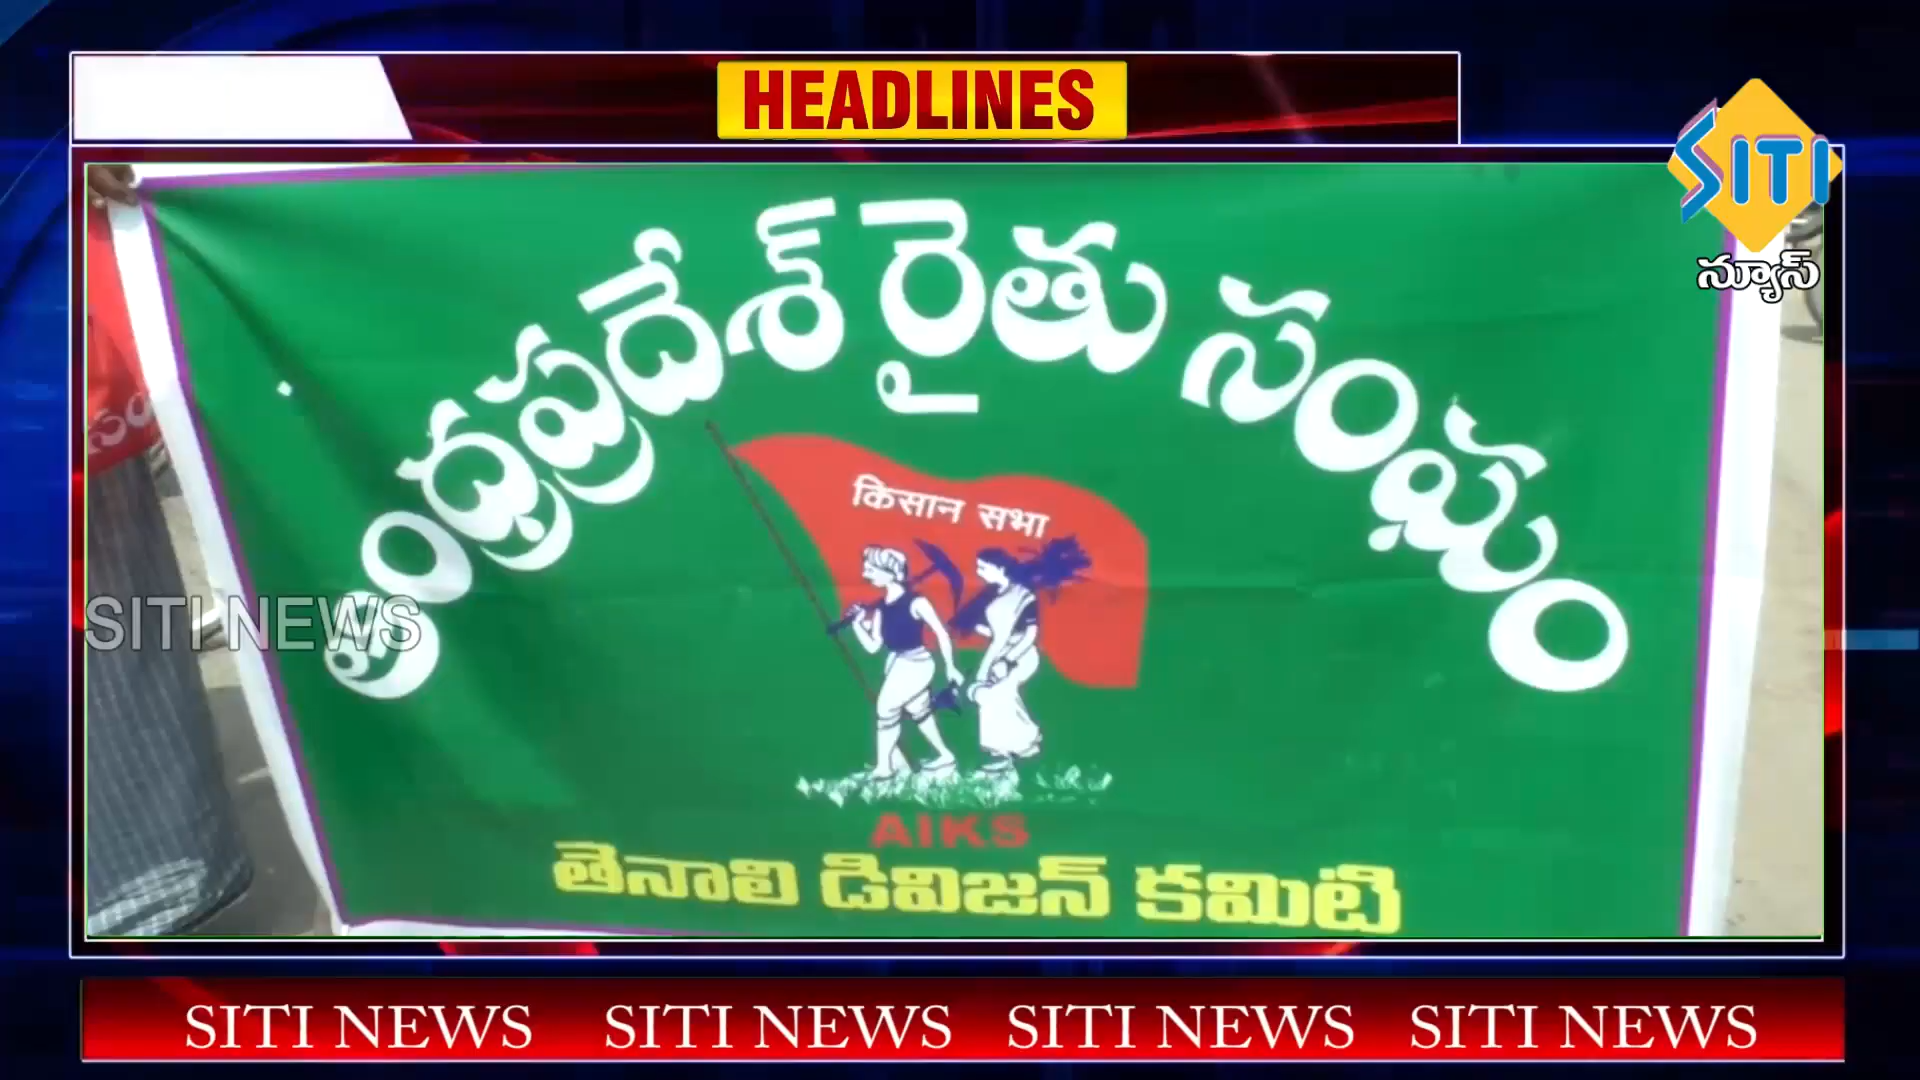 HEADLINES
SITI
న్యూస్
ఆంధ్రప్రదేశ్ రైతు సంఘం
किसान सभा
SITI NEWS
AIKS
తెనాలి డివిజన్ కమిటి
SITI NEWS SITI NEWS SITI NEWS SITI NEWS